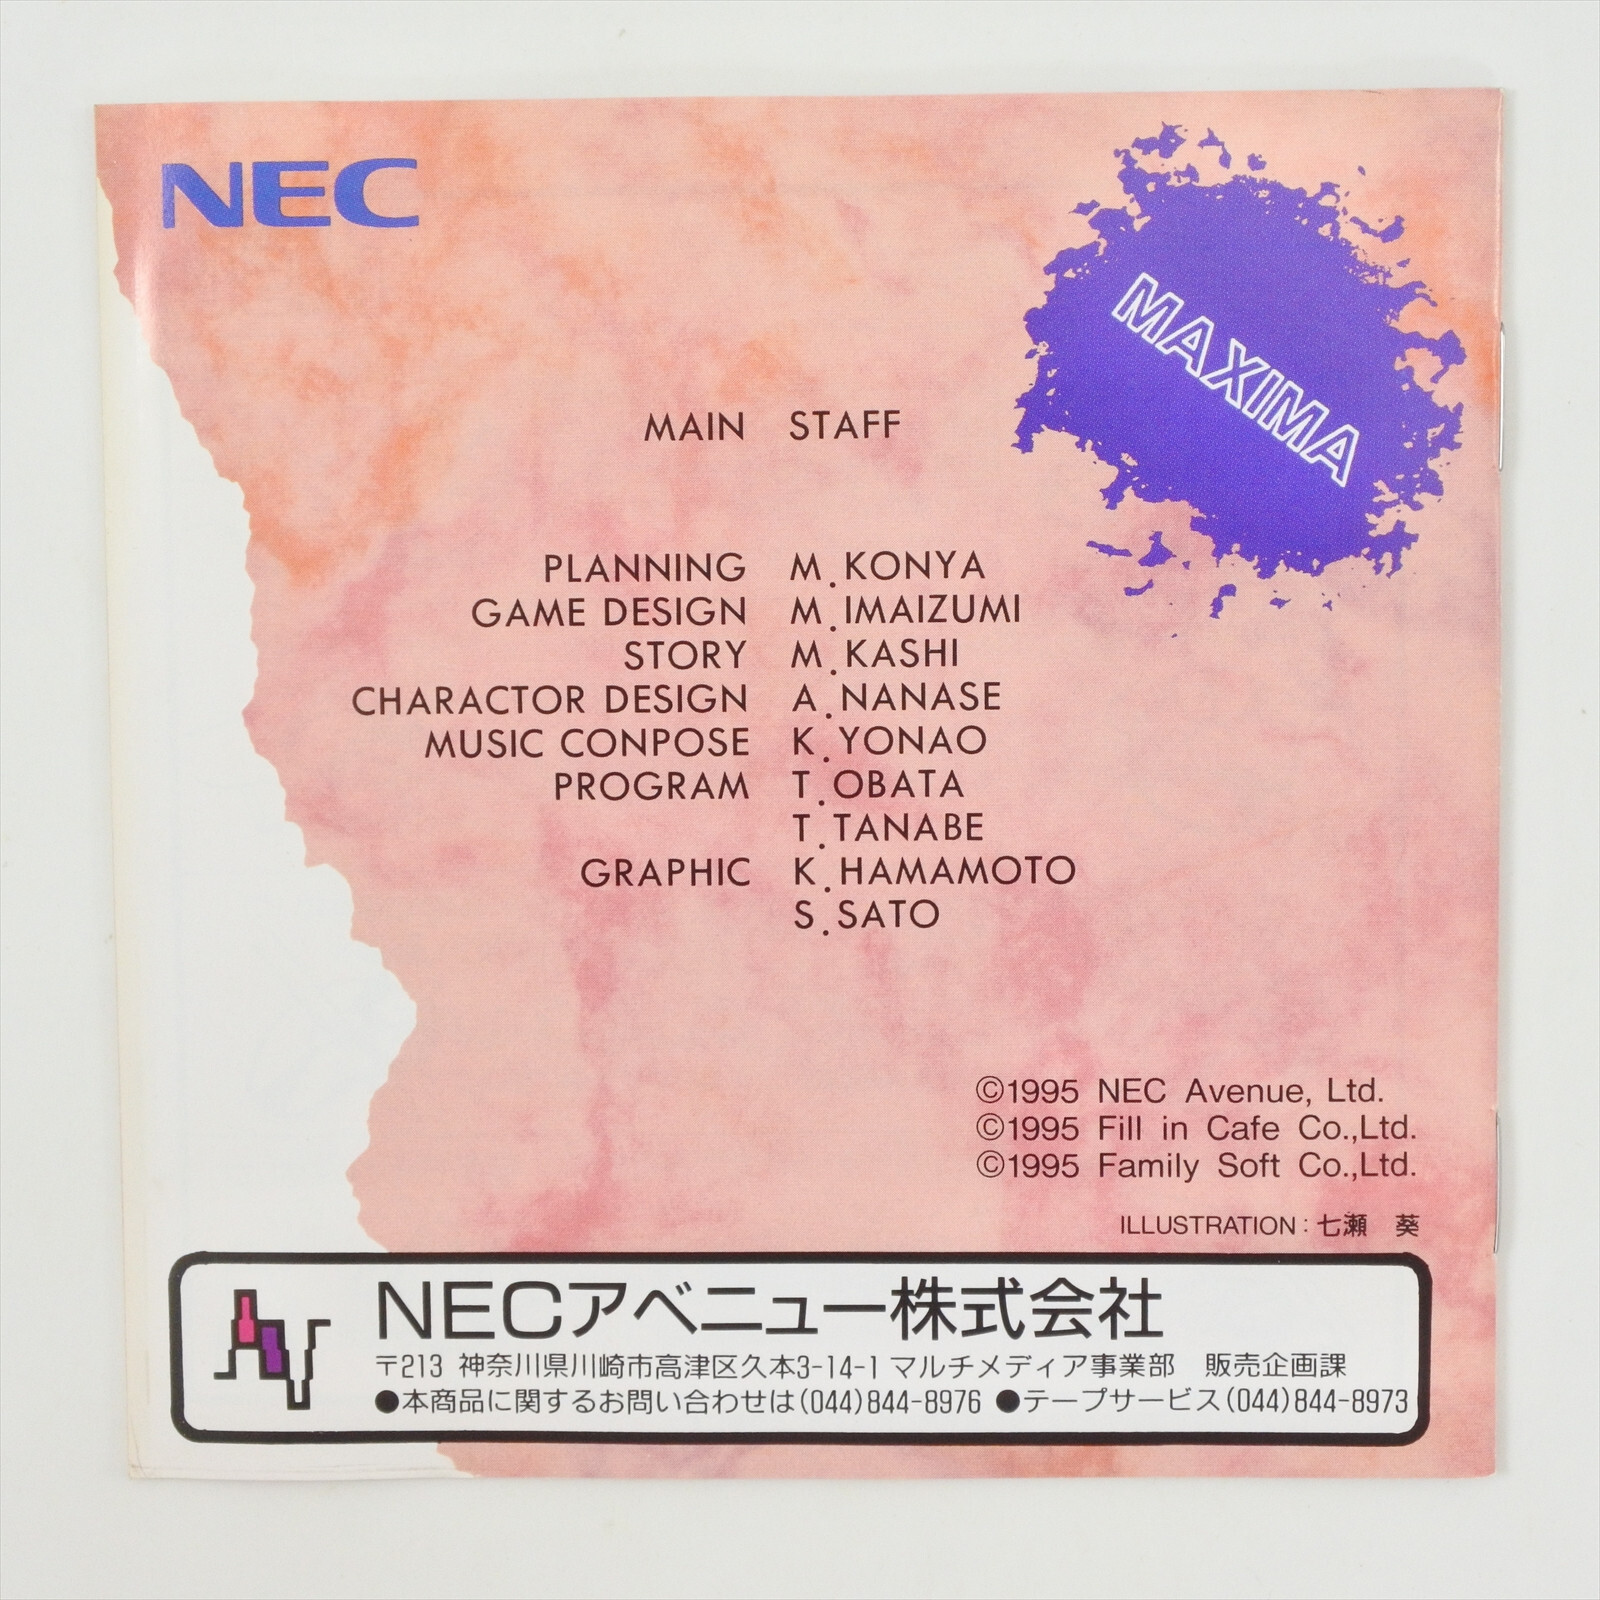 NEC
MAXIMA
MAIN STAFF
PLANNING M.KONYA
GAME DESIGN M.IMAIZUMI
STORY M.KASHI
CHARACTOR DESIGN A.NANASE
MUSIC CONPOSE K.YONAO
PROGRAM T.OBATA
T.TANABE
GRAPHIC K.HAMAMOTO
S.SATO
©1995 NEC Avenue, Ltd.
©1995 Fill in Cafe Co.,Ltd.
©1995 Family Soft Co.,Ltd.
ILLUSTRATION:七瀬 葵
NECアベニュー株式会社
〒213 神奈川県川崎市高津区久本3-14-1 マルチメディア事業部 販売企画課
●本商品に関するお問い合わせは(044)844-8976 ●テープサービス(044)844-8973